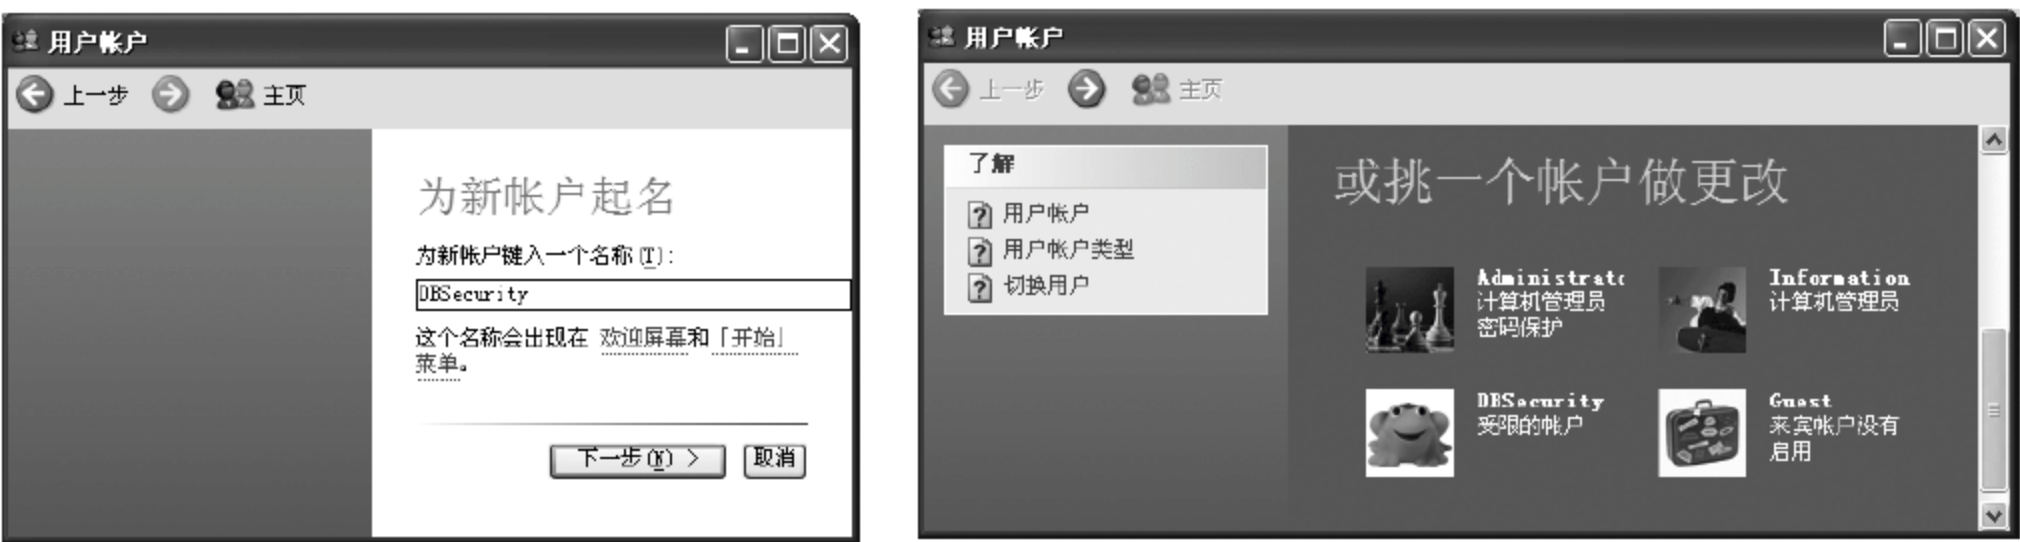 用户帐户
上一步 主页
为新帐户起名
为新帐户键入一个名称(T):
DBSecurity
这个名称会出现在 欢迎屏幕和「开始」
菜单。
下一步(N) > 取消
用户帐户
上一步 主页
了解
用户帐户
用户帐户类型
切换用户
或挑一个帐户做更改
Administrato
计算机管理员
密码保护
Information
计算机管理员
DBSecurity
受限的帐户
Guest
来宾帐户没有
启用